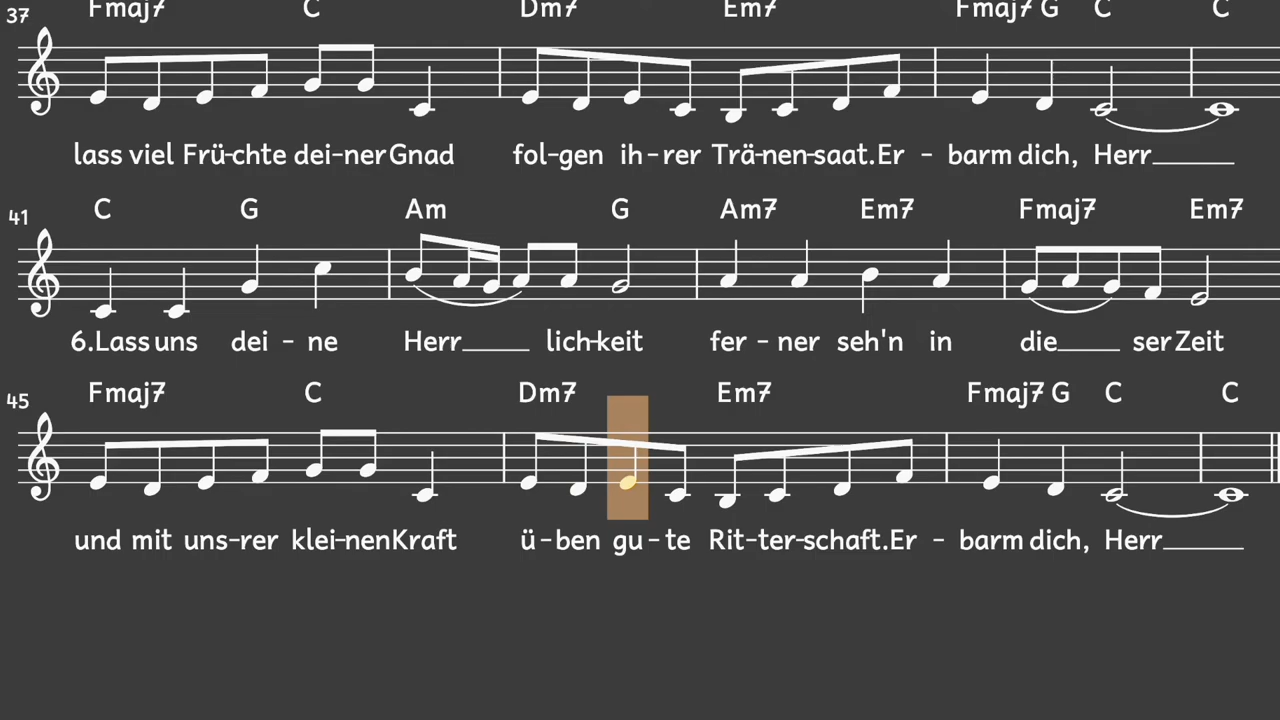 37 Fmaj7 C Dm7 Em7 Fmaj7 G C C
lass viel Frü-chte dei-ner Gnad fol-gen ih-rer Trä-nen-saat. Er - barm dich, Herr
41 C G Am G Am7 Em7 Fmaj7 Em7
6. Lass uns dei - ne Herr lich-keit fer - ner seh'n in die ser Zeit
45 Fmaj7 C Dm7 Em7 Fmaj7 G C C
und mit uns-rer klei-nen Kraft ü-ben gu-te Rit-ter-schaft. Er - barm dich, Herr